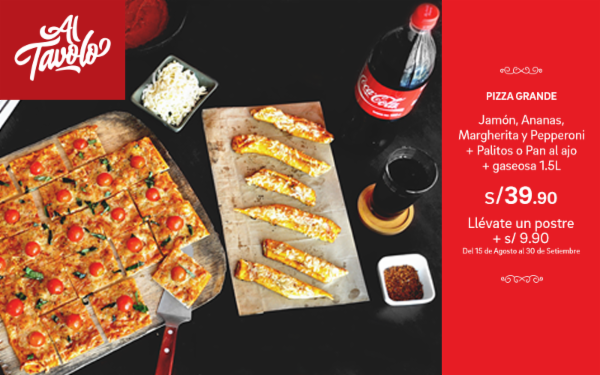 Al
Tavolo
Coca-Cola
PIZZA GRANDE
Jamón, Ananas,
Margherita y Pepperoni
+ Palitos o Pan al ajo
+ gaseosa 1.5L
S/39.90
Llévate un postre
+ s/ 9.90
Del 15 de Agosto al 30 de Setiembre